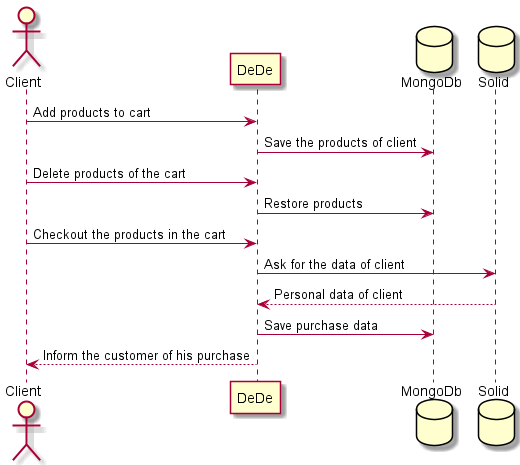 Client
DeDe
MongoDb
Solid
Add products to cart
Save the products of client
Delete products of the cart
Restore products
Checkout the products in the cart
Ask for the data of client
Personal data of client
Save purchase data
Inform the customer of his purchase
Client
DeDe
MongoDb
Solid